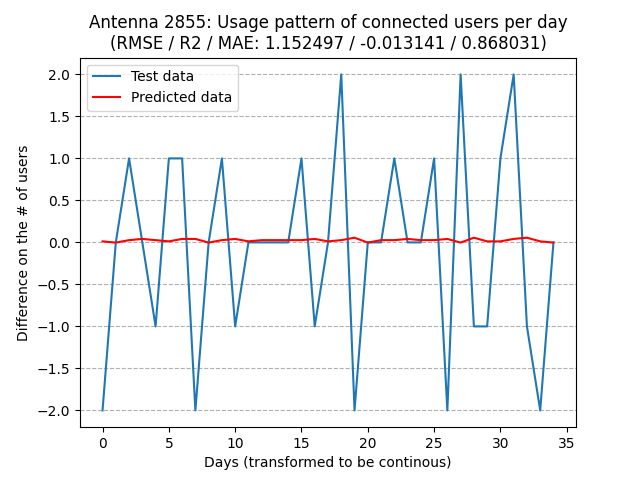 Antenna 2855: Usage pattern of connected users per day
(RMSE / R2 / MAE: 1.152497 / -0.013141 / 0.868031)
Test data
Predicted data
Difference on the # of users
2.0
1.5
1.0
0.5
0.0
−0.5
−1.0
−1.5
−2.0
0 5 10 15 20 25 30 35
Days (transformed to be continous)